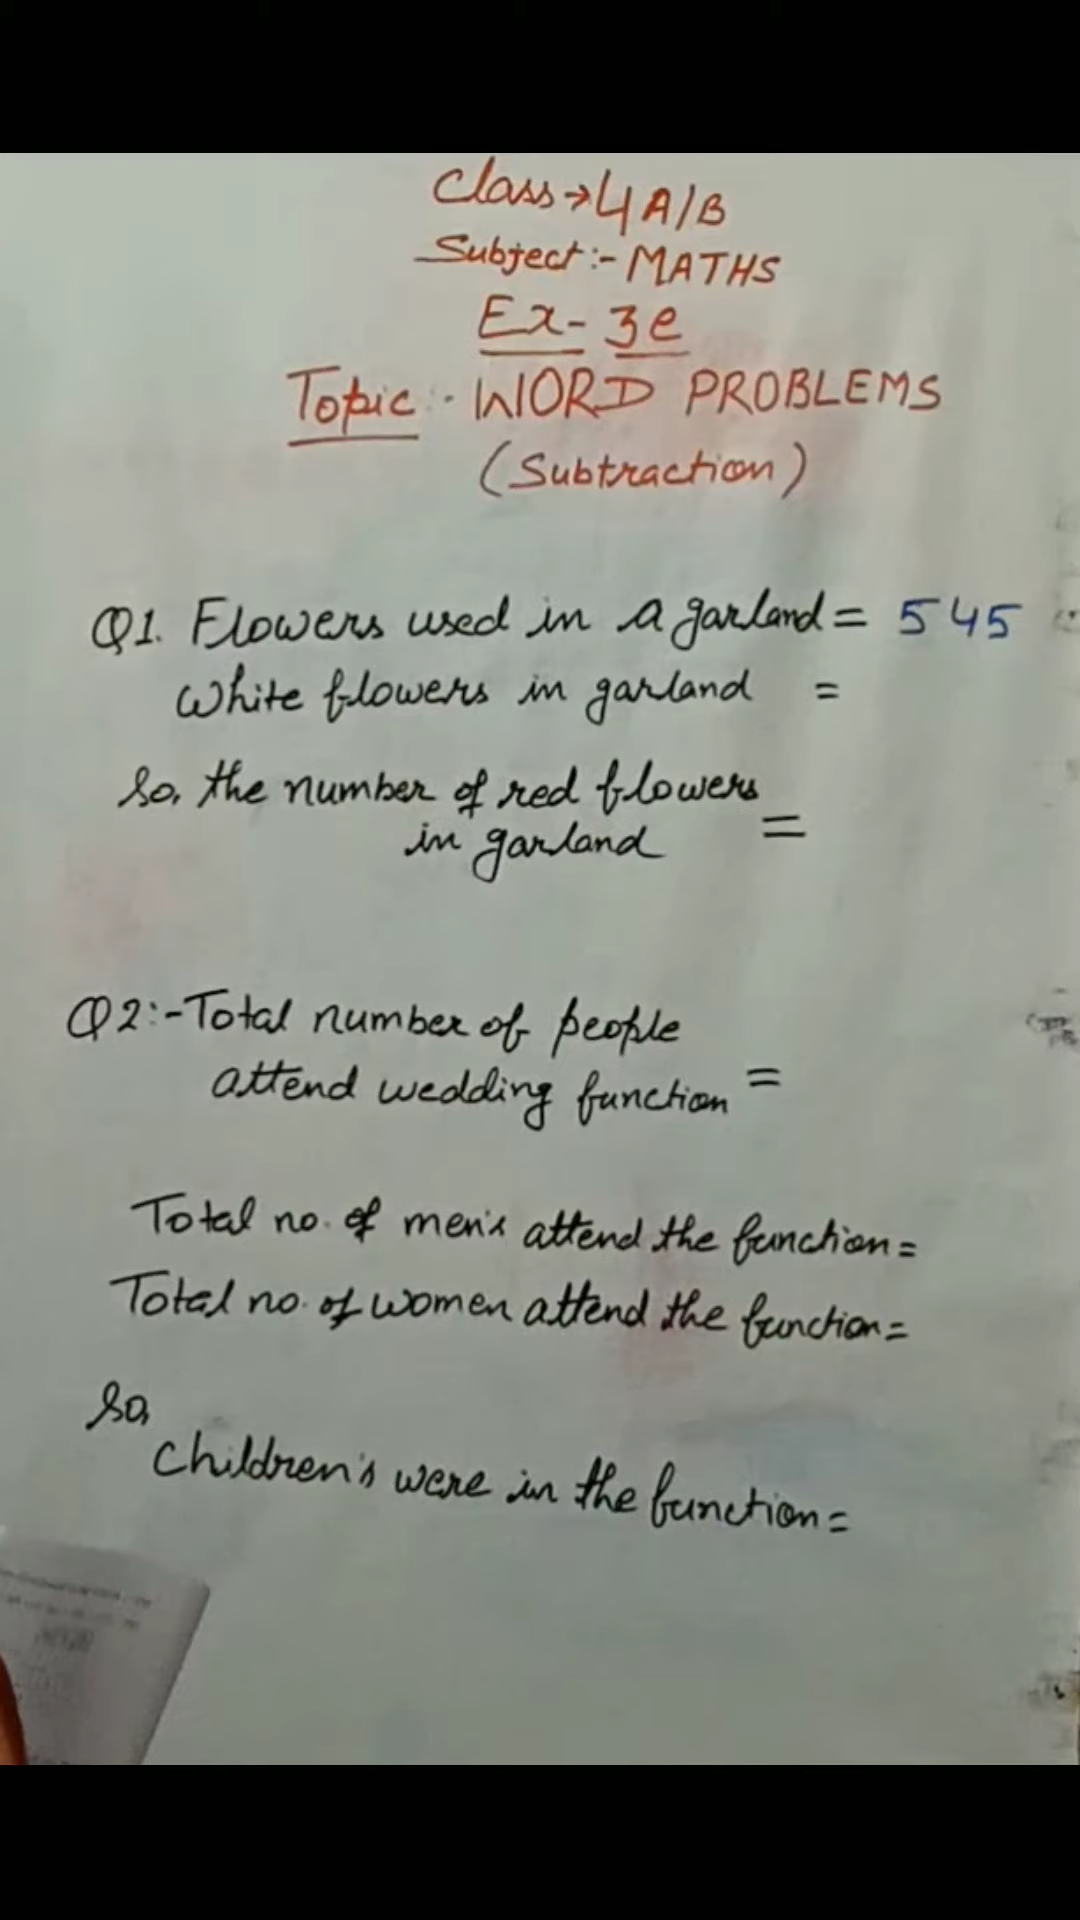 Class → 4 A/B
Subject :- MATHS
Ex- 3e
Topic :- WORD PROBLEMS
(Subtraction)
Q1. Flowers used in a garland = 545
White flowers in garland =
So, the number of red flowers
in garland =
Q2:- Total number of people
attend wedding function =
Total no. of men's attend the function =
Total no. of women attend the function =
So,
Children's were in the function =